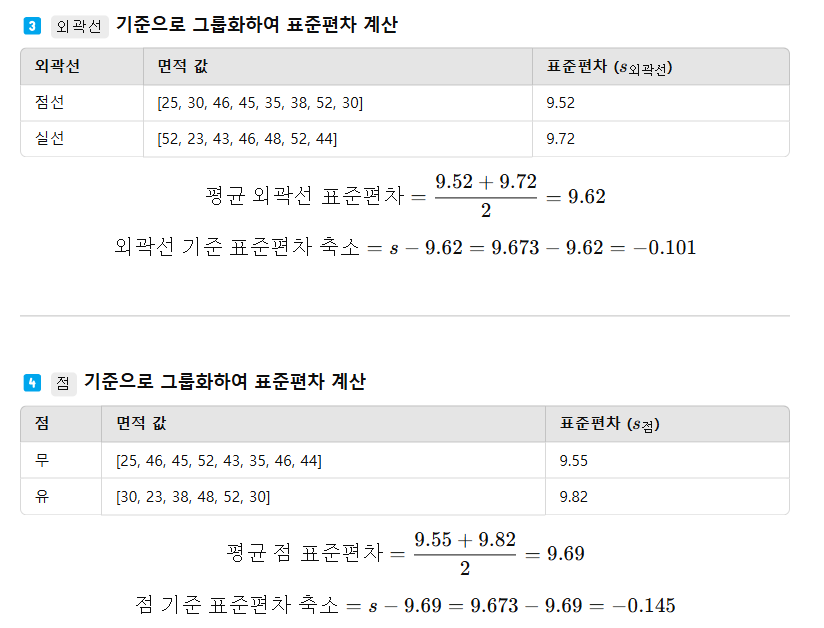 3 외곽선 기준으로 그룹화하여 표준편차 계산
외곽선 면적 값 표준편차 (s외곽선)
점선 [25, 30, 46, 45, 35, 38, 52, 30] 9.52
실선 [52, 23, 43, 46, 48, 52, 44] 9.72
평균 외곽선 표준편차 = (9.52 + 9.72) / 2 = 9.62
외곽선 기준 표준편차 축소 = s − 9.62 = 9.673 − 9.62 = −0.101
4 점 기준으로 그룹화하여 표준편차 계산
점 면적 값 표준편차 (s점)
무 [25, 46, 45, 52, 43, 35, 46, 44] 9.55
유 [30, 23, 38, 48, 52, 30] 9.82
평균 점 표준편차 = (9.55 + 9.82) / 2 = 9.69
점 기준 표준편차 축소 = s − 9.69 = 9.673 − 9.69 = −0.145